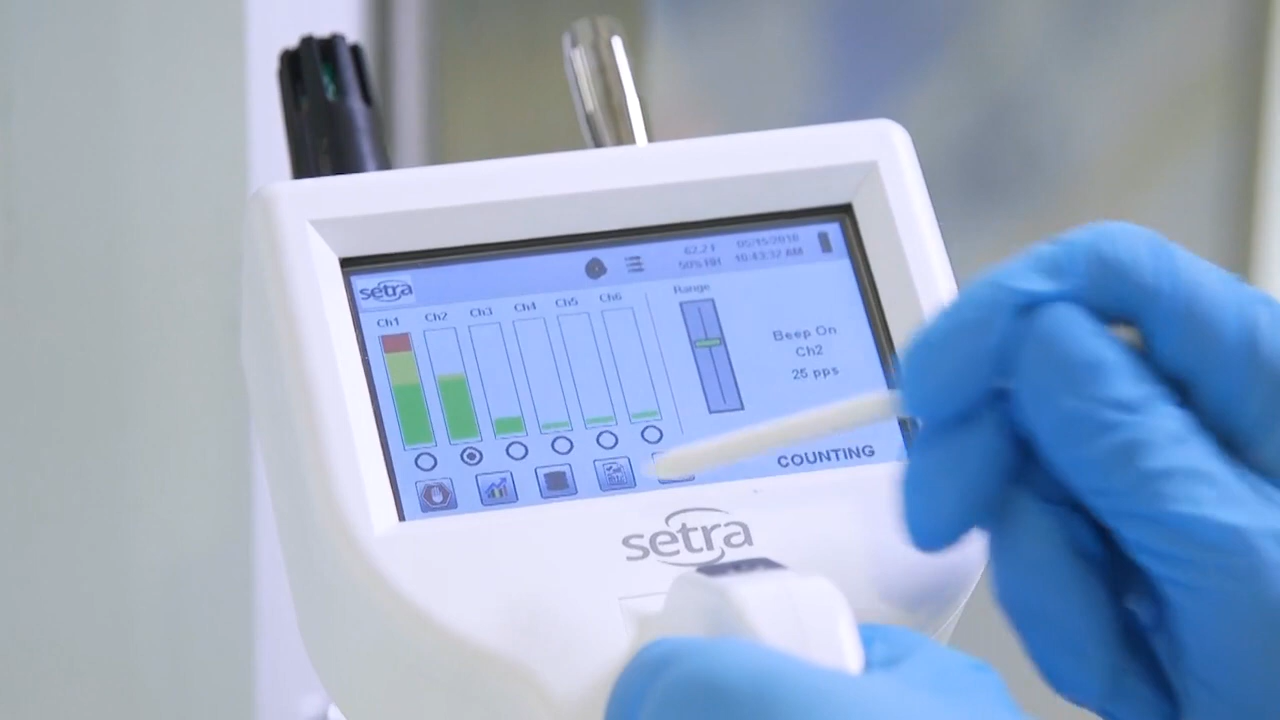 setra
62.2 F
50% RH
05/15/2018
10:43:37 AM
Ch1 Ch2 Ch3 Ch4 Ch5 Ch6
Range
Beep On
Ch2
25 pps
COUNTING
setra